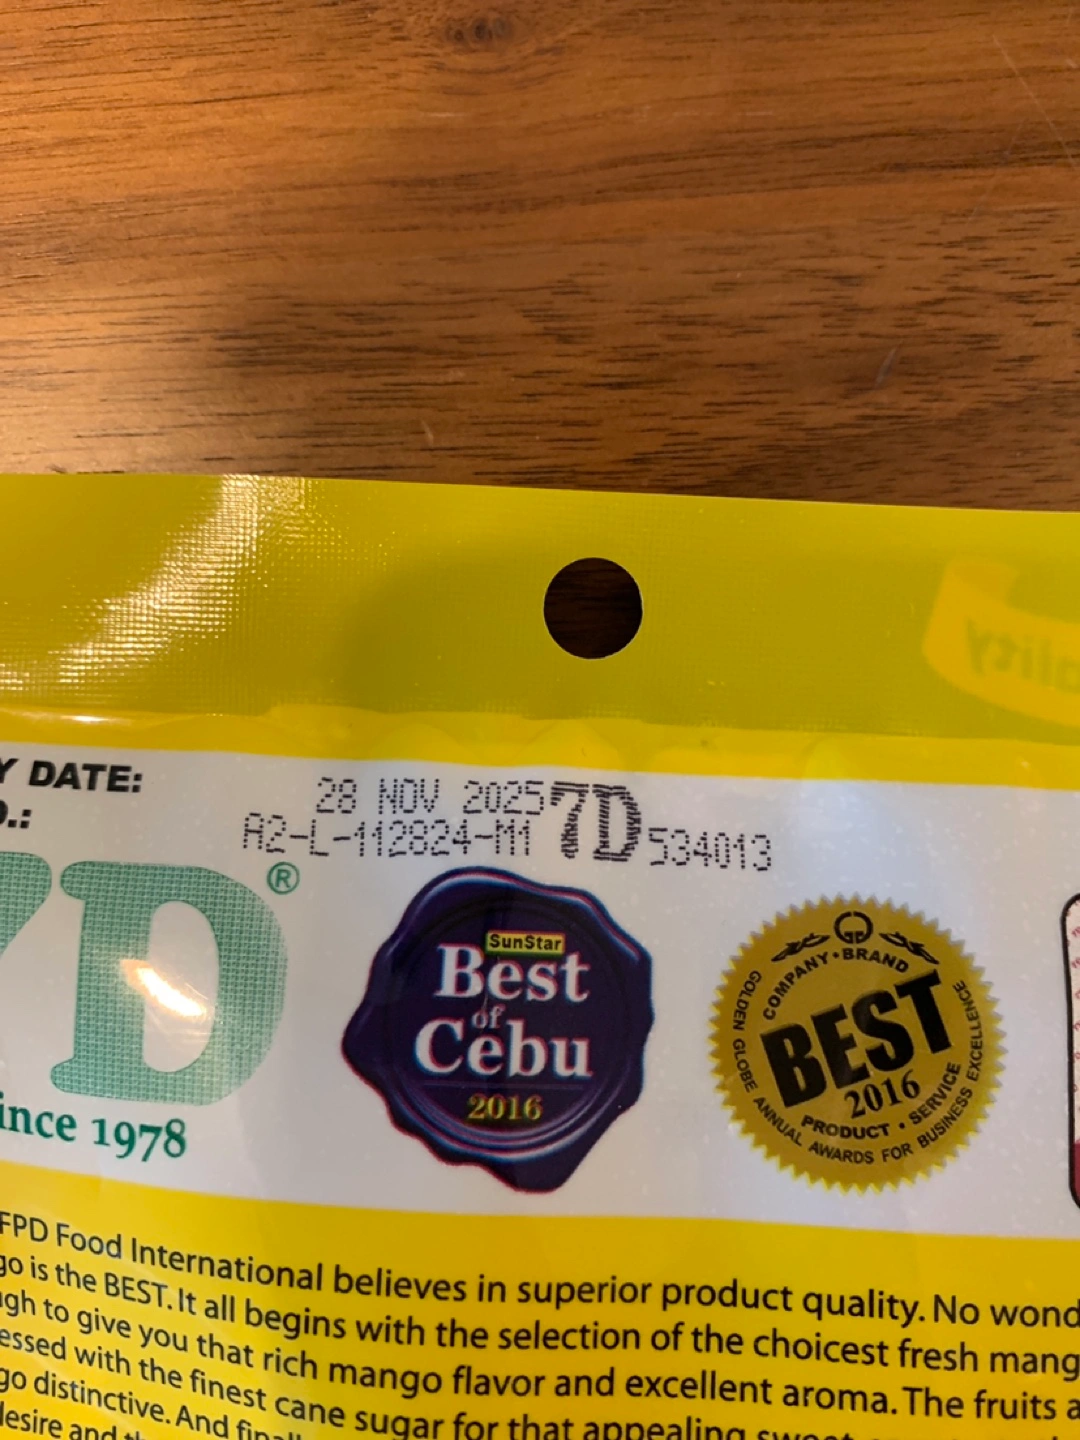 Y DATE:
28 NOV 2025
A2-L-112824-M1
7D
534013
D®
ince 1978
SunStar
Best
of
Cebu
2016
COMPANY • BRAND
BEST
2016
PRODUCT • SERVICE
GOLDEN GLOBE ANNUAL AWARDS FOR BUSINESS EXCELLENCE
ality
FPD Food International believes in superior product quality. No wond
go is the BEST. It all begins with the selection of the choicest fresh mang
gh to give you that rich mango flavor and excellent aroma. The fruits a
essed with the finest cane sugar for that appealing
go distinctive. And
desire and